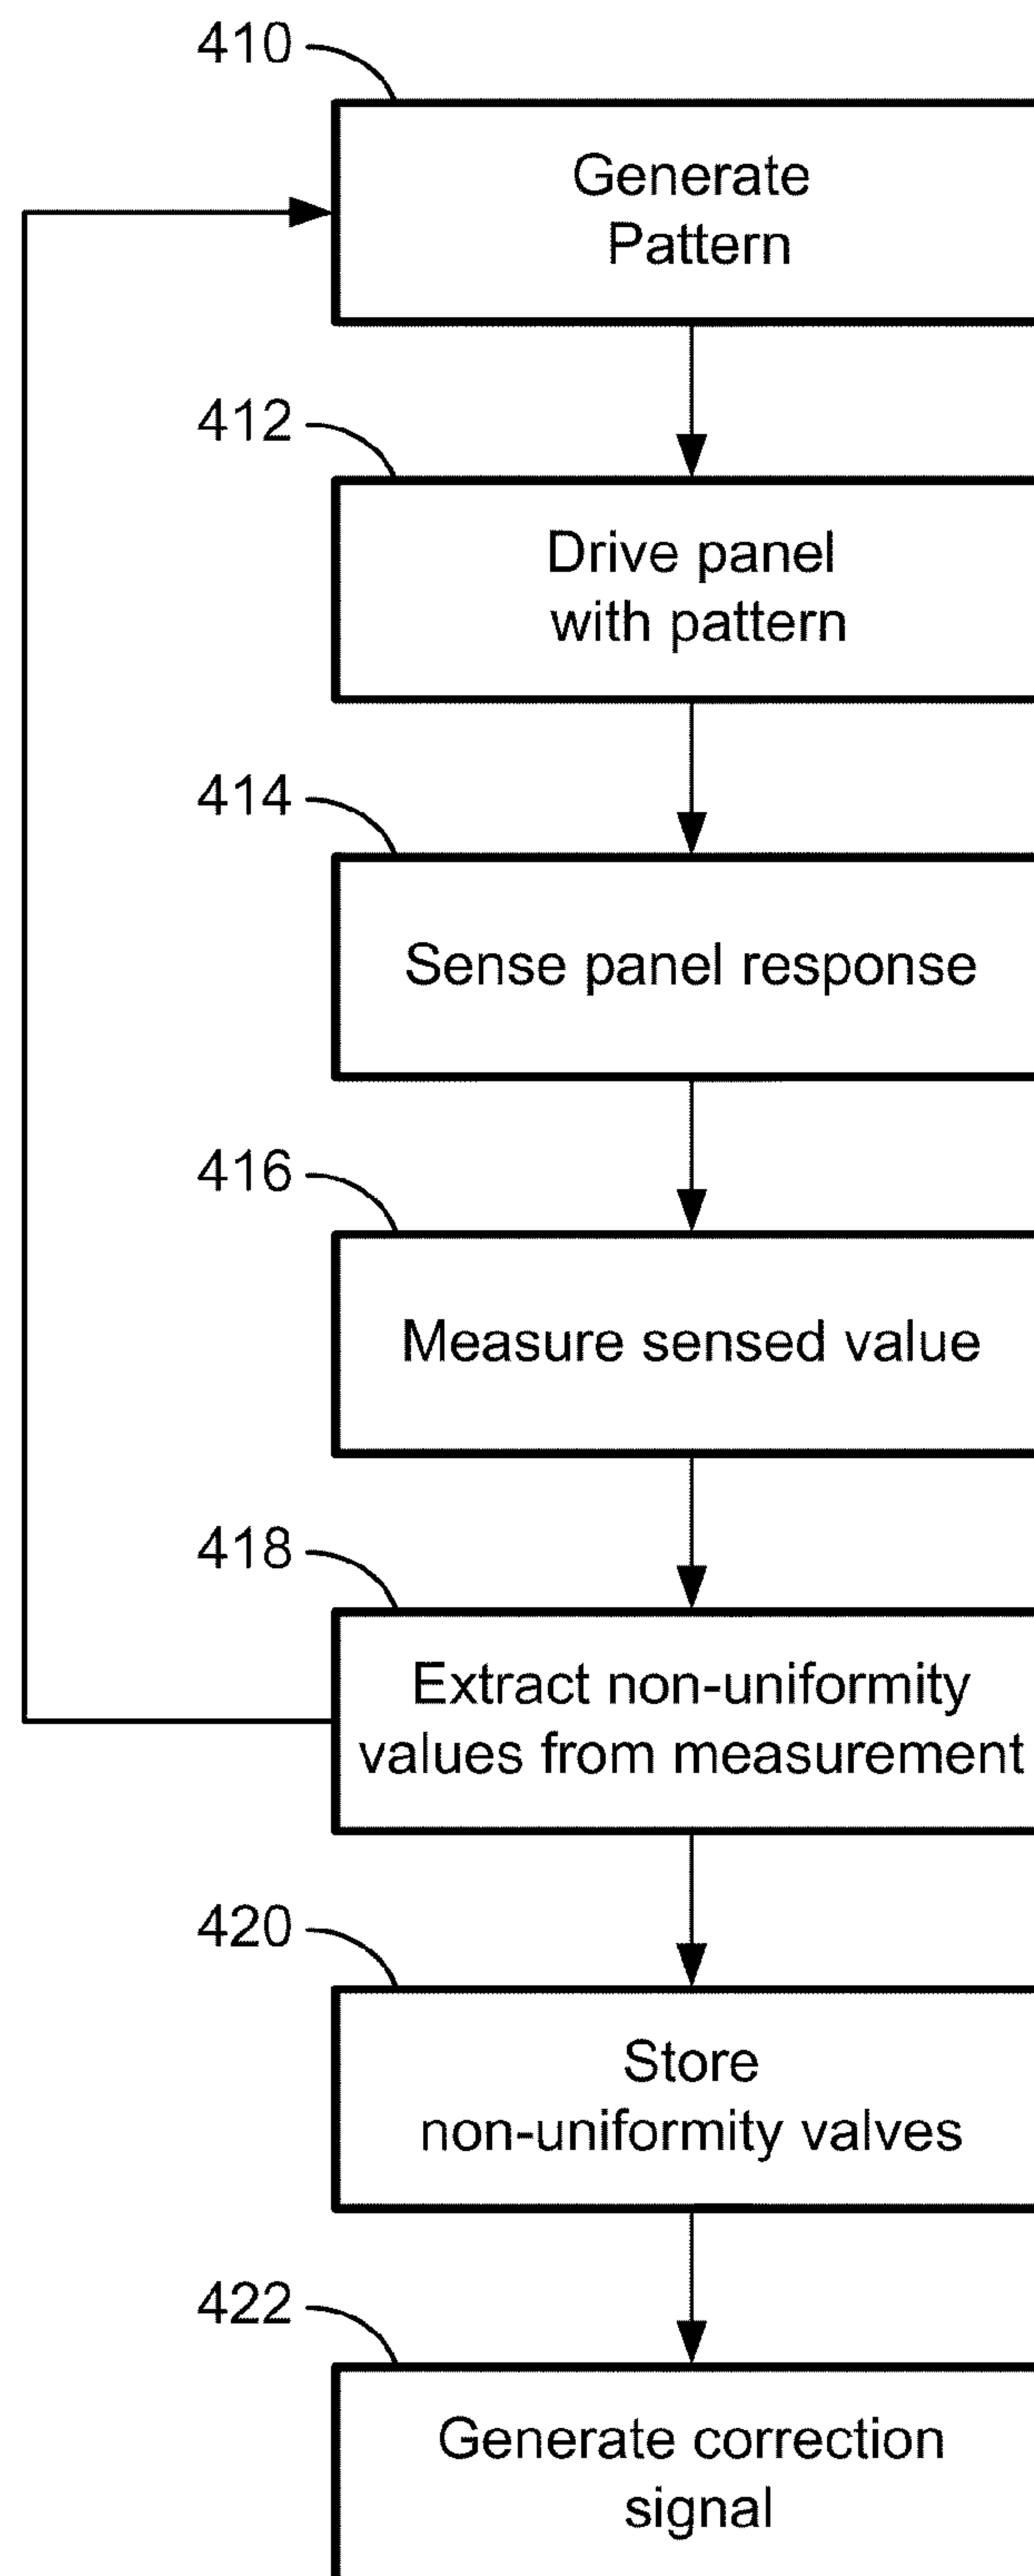 410
Generate
Pattern
412
Drive panel
with pattern
414
Sense panel response
416
Measure sensed value
418
Extract non-uniformity
values from measurement
420
Store
non-uniformity valves
422
Generate correction
signal